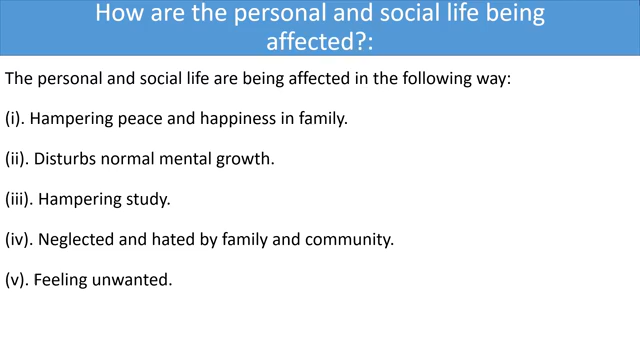 How are the personal and social life being
affected?:
The personal and social life are being affected in the following way:
(i). Hampering peace and happiness in family.
(ii). Disturbs normal mental growth.
(iii). Hampering study.
(iv). Neglected and hated by family and community.
(v). Feeling unwanted.